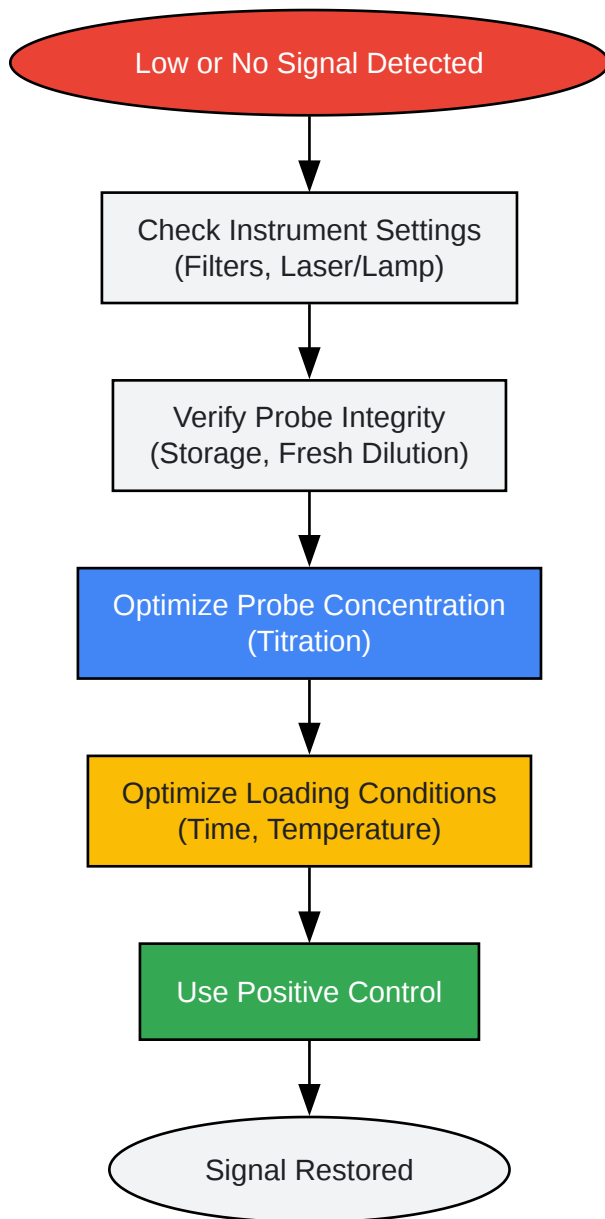 Low or No Signal Detected
Check Instrument Settings
(Filters, Laser/Lamp)
Verify Probe Integrity
(Storage, Fresh Dilution)
Optimize Probe Concentration
(Titration)
Optimize Loading Conditions
(Time, Temperature)
Use Positive Control
Signal Restored